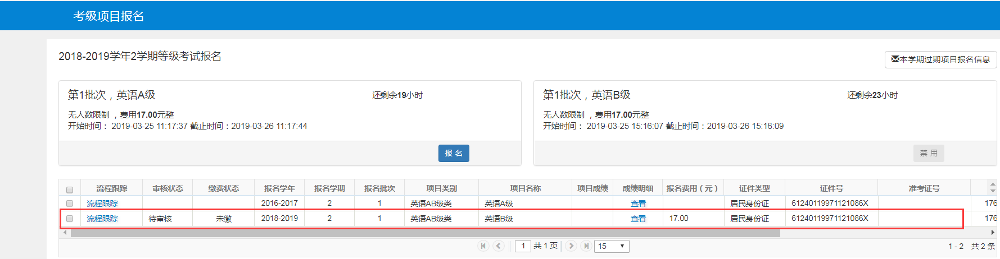 考级项目报名
2018-2019学年2学期等级考试报名
本学期过期项目报名信息
第1批次，英语A级 还剩余19小时
无人数限制 ，费用17.00元整
开始时间： 2019-03-25 11:17:37 截止时间：2019-03-26 11:17:44
报 名
第1批次，英语B级 还剩余23小时
无人数限制 ，费用17.00元整
开始时间： 2019-03-25 15:16:07 截止时间：2019-03-26 15:16:09
禁 用
流程跟踪 审核状态 缴费状态 报名学年 报名学期 报名批次 项目类别 项目名称 项目成绩 成绩明细 报名费用（元） 证件类型 证件号 准考证号
流程跟踪 2016-2017 2 1 英语AB级类 英语A级 查看 居民身份证 61240119971121086X 176
流程跟踪 待审核 未缴 2018-2019 2 1 英语AB级类 英语B级 查看 17.00 居民身份证 61240119971121086X 176
1 共 1 页 15 1 - 2 共 2 条